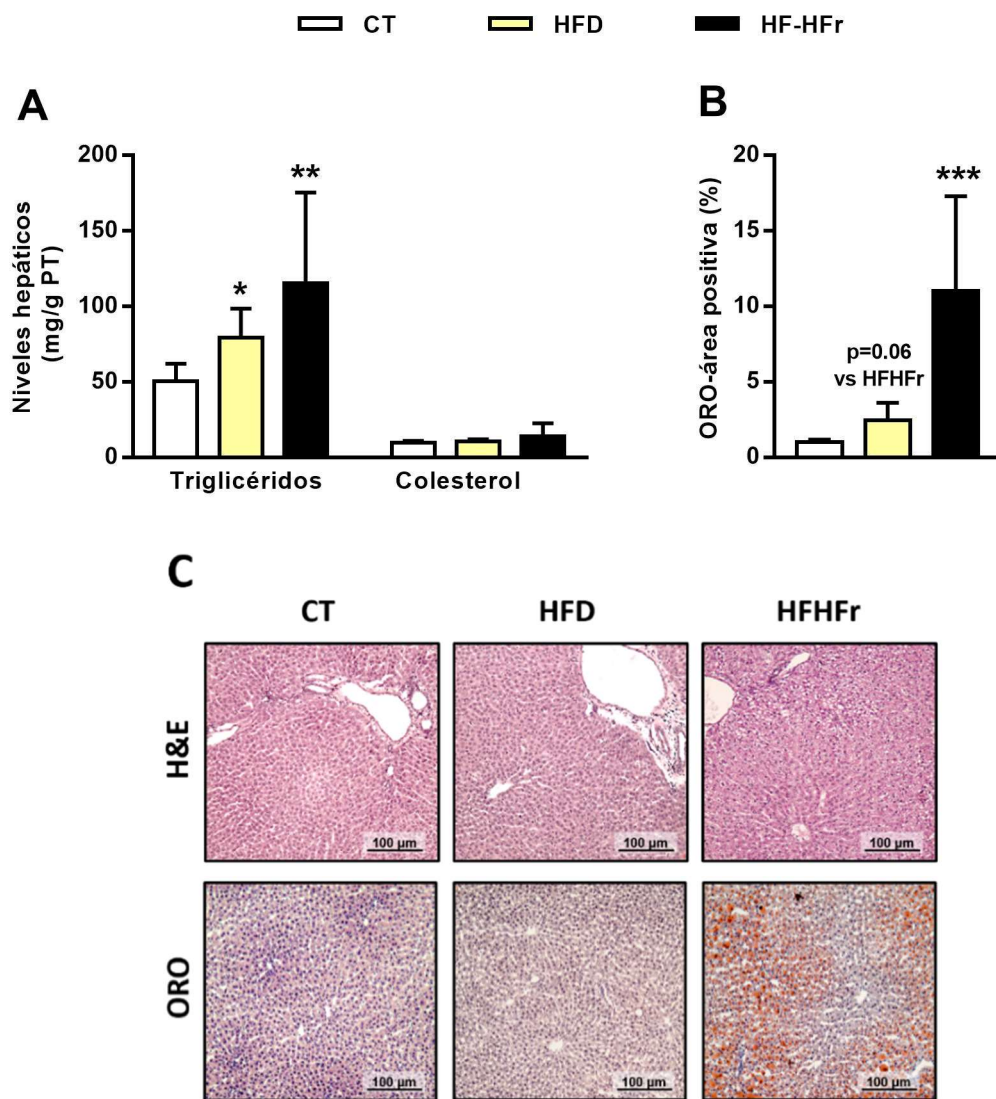 CT HFD HF-HFr
A
Niveles hepáticos
(mg/g PT)
200
150
100
50
0
*
**
Triglicéridos Colesterol
B
ORO-área positiva (%)
20
15
10
5
0
***
p=0.06
vs HFHFr
C
CT HFD HFHFr
H&E
100 µm 100 µm 100 µm
ORO
100 µm 100 µm 100 µm